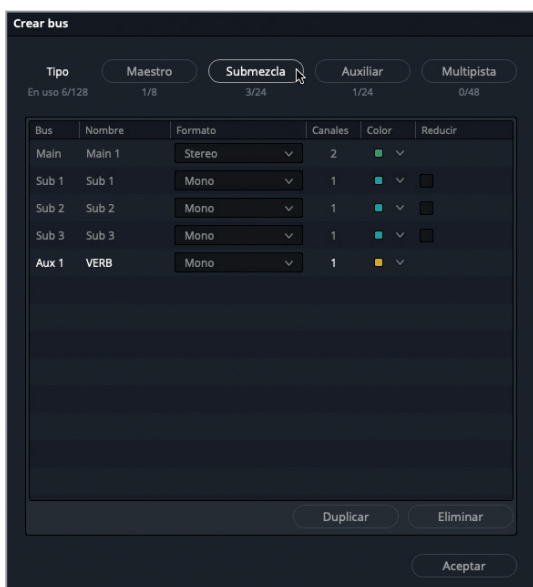 Crear bus
Tipo Maestro Submezcla Auxiliar Multipista
En uso 6/128 1/8 3/24 1/24 0/48
Bus Nombre Formato Canales Color Reducir
Main Main 1 Stereo 2
Sub 1 Sub 1 Mono 1
Sub 2 Sub 2 Mono 1
Sub 3 Sub 3 Mono 1
Aux 1 VERB Mono 1
Duplicar Eliminar
Aceptar